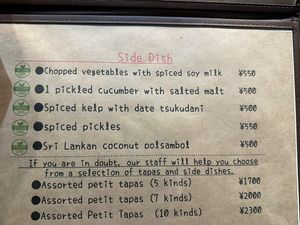 Side Dish
●Chopped vegetables with spiced soy milk ¥550
●1 pickled cucumber with salted malt ¥500
●Spiced kelp with date tsukudani ¥500
●spiced pickles ¥550
●Sri Lankan coconut polsambol ¥500
If you are in doubt, our staff will help you choose
from a selection of tapas and side dishes.
●Assorted petit tapas (5 kinds) ¥1700
●Assorted petit tapas (7 kinds) ¥2000
●Assorted Petit Tapas (10 kinds) ¥2300